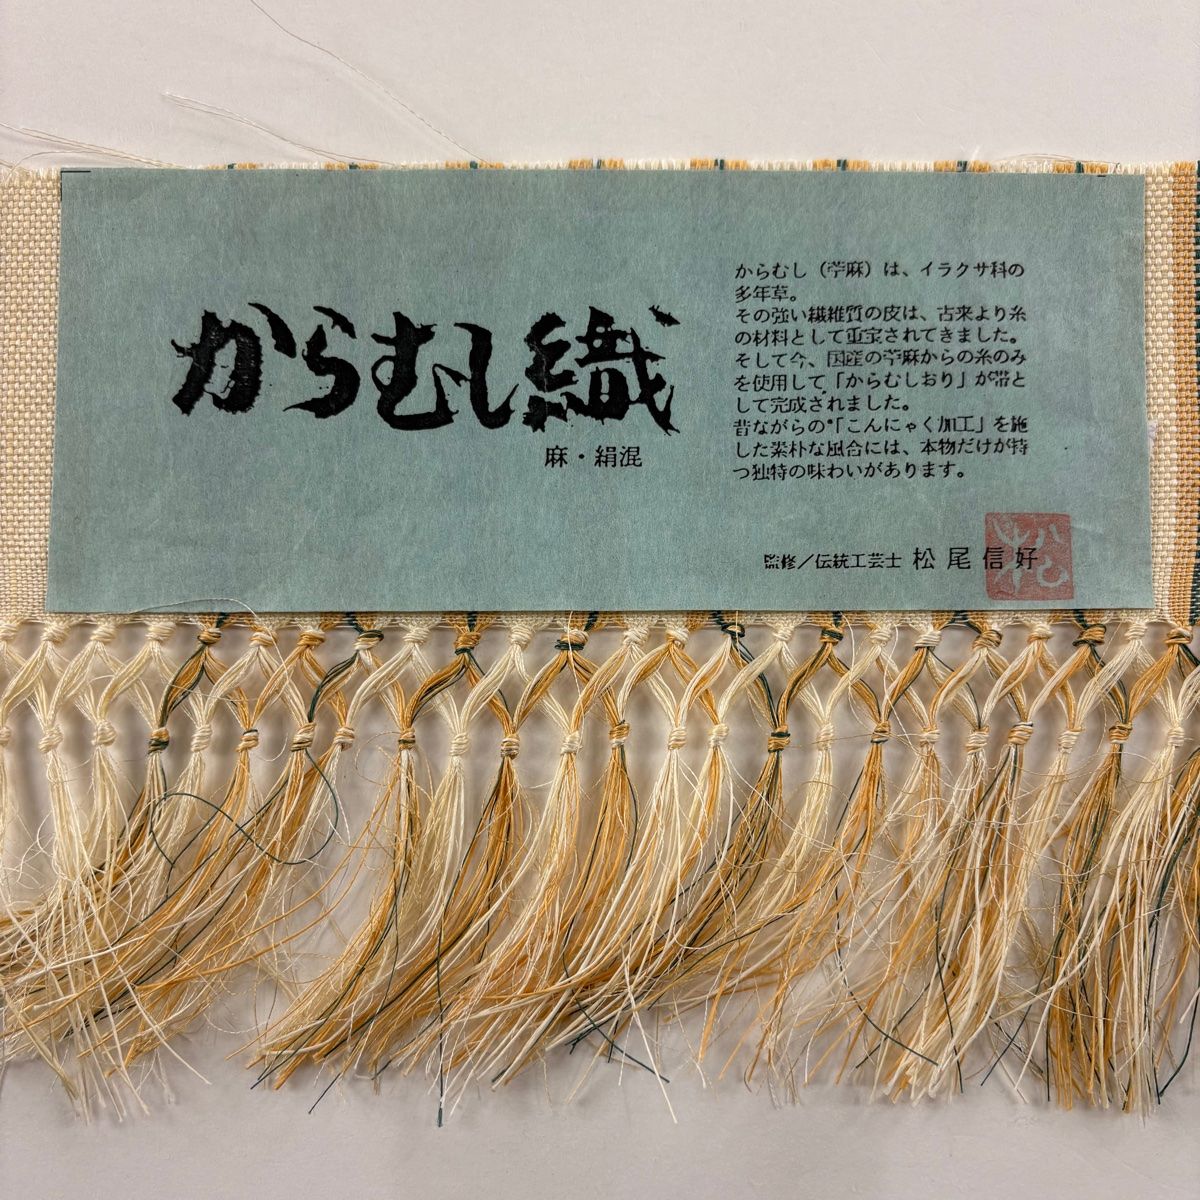 からむし織
麻・絹混
からむし（苧麻）は、イラクサ科の
多年草。
その強い繊維質の皮は、古来より糸
の材料として重宝されてきました。
そして今、国産の苧麻からの糸のみ
を使用して「からむしおり」が帯と
して完成されました。
昔ながらの「こんにゃく加工」を施
した素朴な風合には、本物だけが持
つ独特の味わいがあります。
監修／伝統工芸士 松尾信好